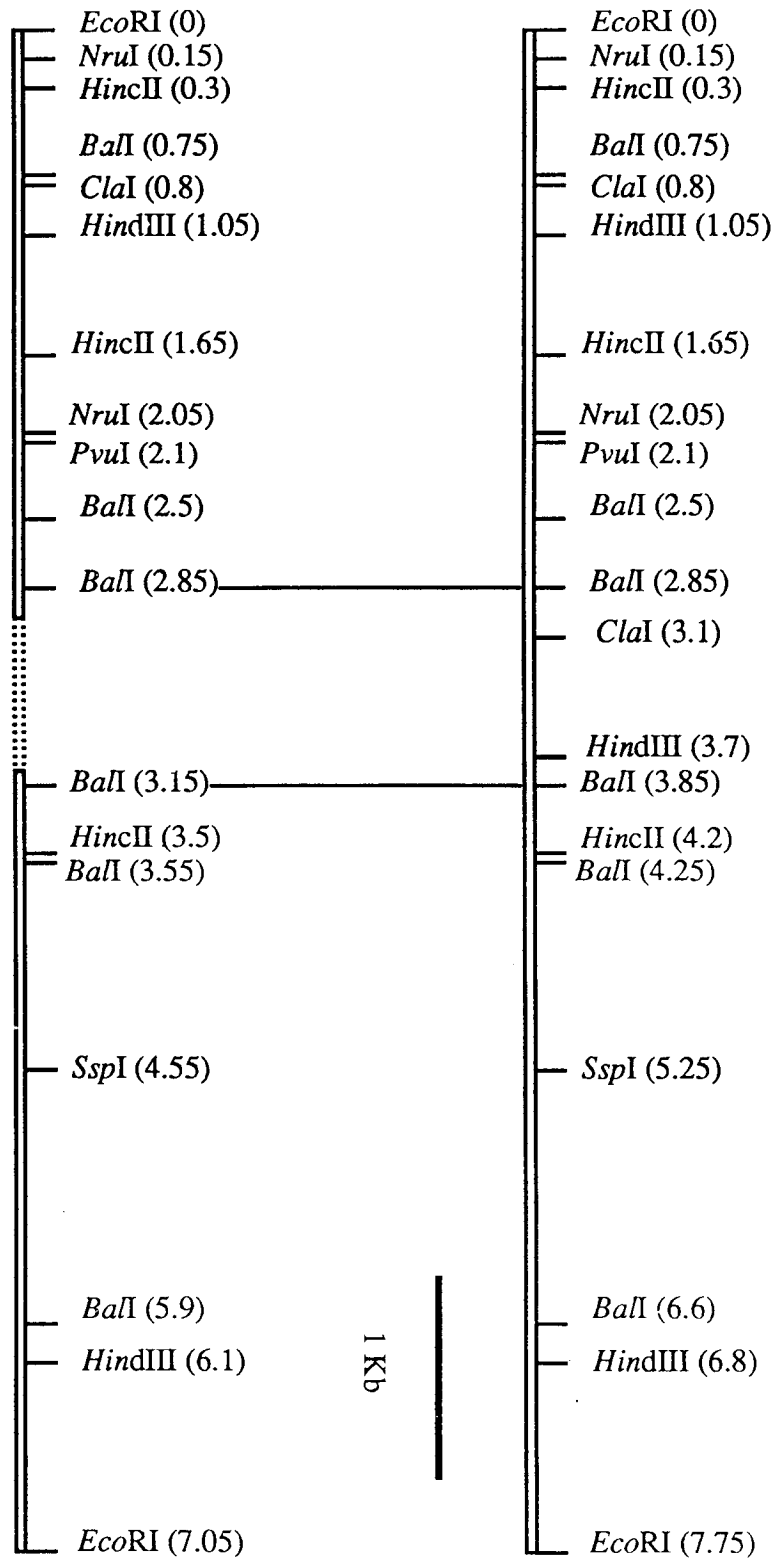 EcoRI (0)
NruI (0.15)
HincII (0.3)
BalI (0.75)
ClaI (0.8)
HindIII (1.05)
HincII (1.65)
NruI (2.05)
PvuI (2.1)
BalI (2.5)
BalI (2.85)
BalI (3.15)
HincII (3.5)
BalI (3.55)
SspI (4.55)
BalI (5.9)
HindIII (6.1)
EcoRI (7.05)
1 Kb
EcoRI (0)
NruI (0.15)
HincII (0.3)
BalI (0.75)
ClaI (0.8)
HindIII (1.05)
HincII (1.65)
NruI (2.05)
PvuI (2.1)
BalI (2.5)
BalI (2.85)
ClaI (3.1)
HindIII (3.7)
BalI (3.85)
HincII (4.2)
BalI (4.25)
SspI (5.25)
BalI (6.6)
HindIII (6.8)
EcoRI (7.75)